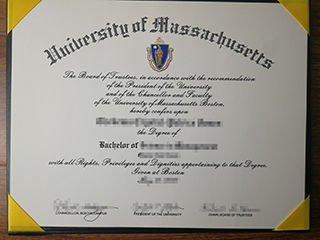 University of Massachusetts
The Board of Trustees, in accordance with the recommendation
of the President of the University
and of the Chancellor and Faculty
of the University of Massachusetts Boston,
hereby confers upon
the Degree of
Bachelor of
with all Rights, Privileges and Dignities appertaining to that Degree.
Given at Boston
CHANCELLOR, BOSTON CAMPUS
PRESIDENT OF THE UNIVERSITY
CHAIR, BOARD OF TRUSTEES